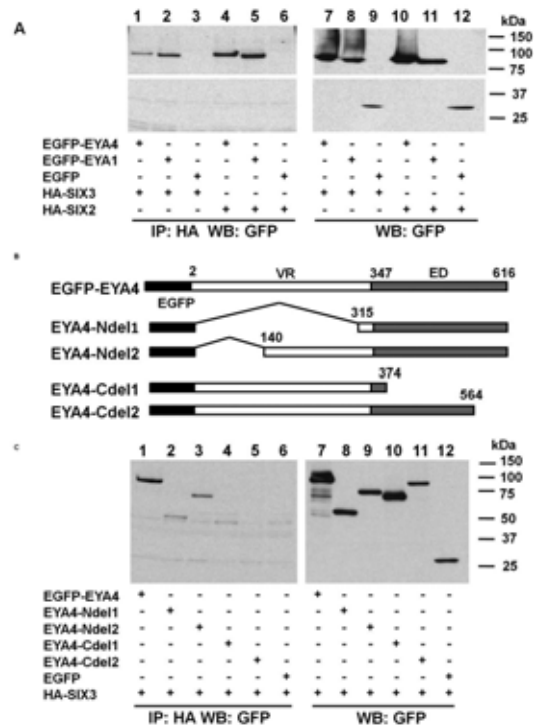 A
1 2 3 4 5 6 7 8 9 10 11 12 kDa
150
100
75
37
25
EGFP-EYA4 + - - + - - + - - + - -
EGFP-EYA1 - + - - + - - + - - + -
EGFP - - + - - + - - + - - +
HA-SIX3 + + + - - - + + + - - -
HA-SIX2 - - - + + + - - - + + +
IP: HA WB: GFP WB: GFP
B
2 VR 347 ED 616
EGFP-EYA4
EGFP
315
EYA4-Ndel1
140
EYA4-Ndel2
374
EYA4-Cdel1
564
EYA4-Cdel2
C
1 2 3 4 5 6 7 8 9 10 11 12 kDa
150
100
75
50
37
25
EGFP-EYA4 + - - - - - + - - - - -
EYA4-Ndel1 - + - - - - - + - - - -
EYA4-Ndel2 - - + - - - - - + - - -
EYA4-Cdel1 - - - + - - - - - + - -
EYA4-Cdel2 - - - - + - - - - - + -
EGFP - - - - - + - - - - - +
HA-SIX3 + + + + + + + + + + + +
IP: HA WB: GFP WB: GFP